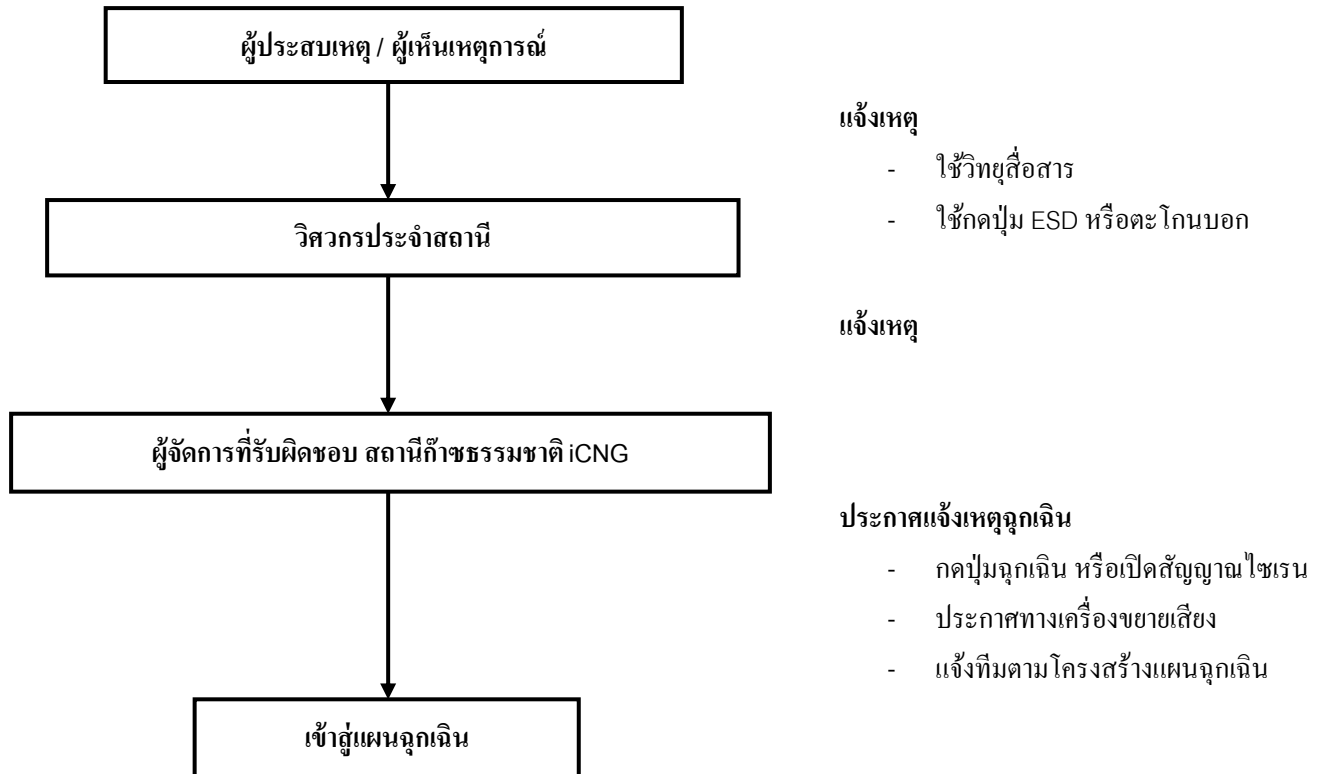 ผู้ประสบเหตุ / ผู้เห็นเหตุการณ์
แจ้งเหตุ
- ใช้วิทยุสื่อสาร
- ใช้กดปุ่ม ESD หรือตะโกนบอก
วิศวกรประจำสถานี
แจ้งเหตุ
ผู้จัดการที่รับผิดชอบ สถานีก๊าซธรรมชาติ iCNG
ประกาศแจ้งเหตุฉุกเฉิน
- กดปุ่มฉุกเฉิน หรือเปิดสัญญาณไซเรน
- ประกาศทางเครื่องขยายเสียง
- แจ้งทีมตามโครงสร้างแผนฉุกเฉิน
เข้าสู่แผนฉุกเฉิน